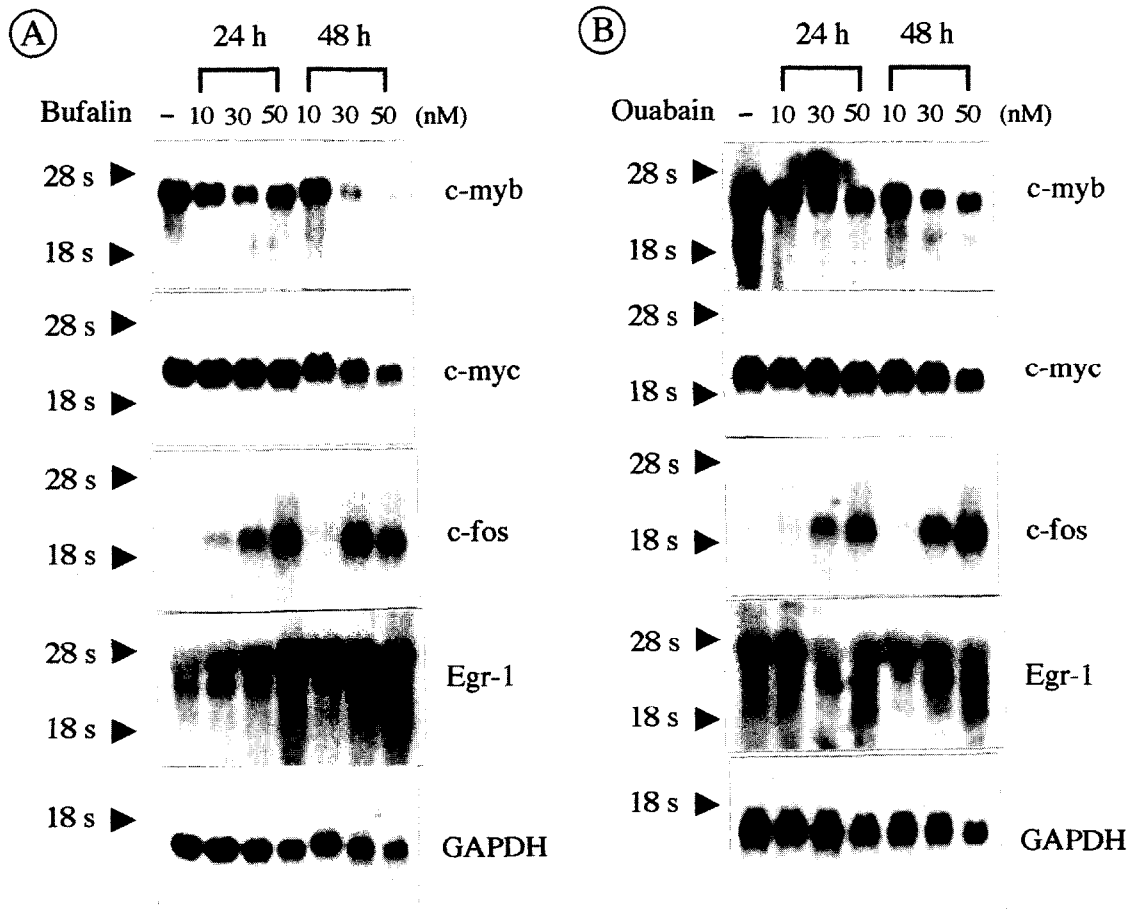 A
24 h 48 h
Bufalin – 10 30 50 10 30 50 (nM)
28 s
c-myb
18 s
28 s
c-myc
18 s
28 s
c-fos
18 s
28 s
Egr-1
18 s
18 s
GAPDH
B
24 h 48 h
Ouabain – 10 30 50 10 30 50 (nM)
28 s
c-myb
18 s
28 s
c-myc
18 s
28 s
c-fos
18 s
28 s
Egr-1
18 s
18 s
GAPDH